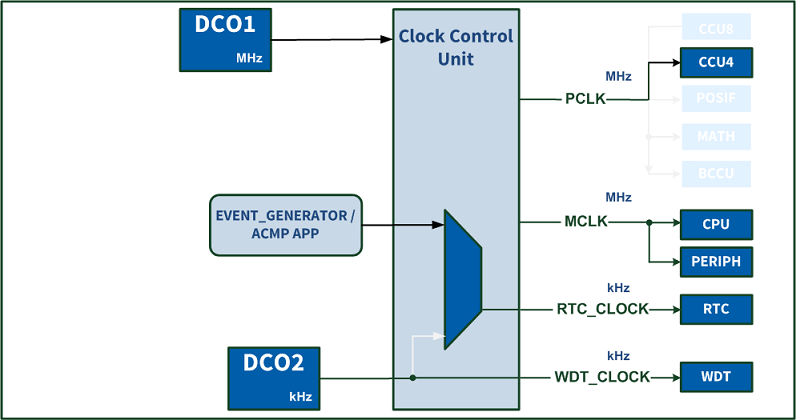 DCO1
MHz
Clock Control
Unit
CCU8
MHz
CCU4
PCLK
POSIF
MATH
BCCU
EVENT_GENERATOR /
ACMP APP
MHz
MCLK
CPU
PERIPH
kHz
RTC_CLOCK
RTC
DCO2
kHz
kHz
WDT_CLOCK
WDT